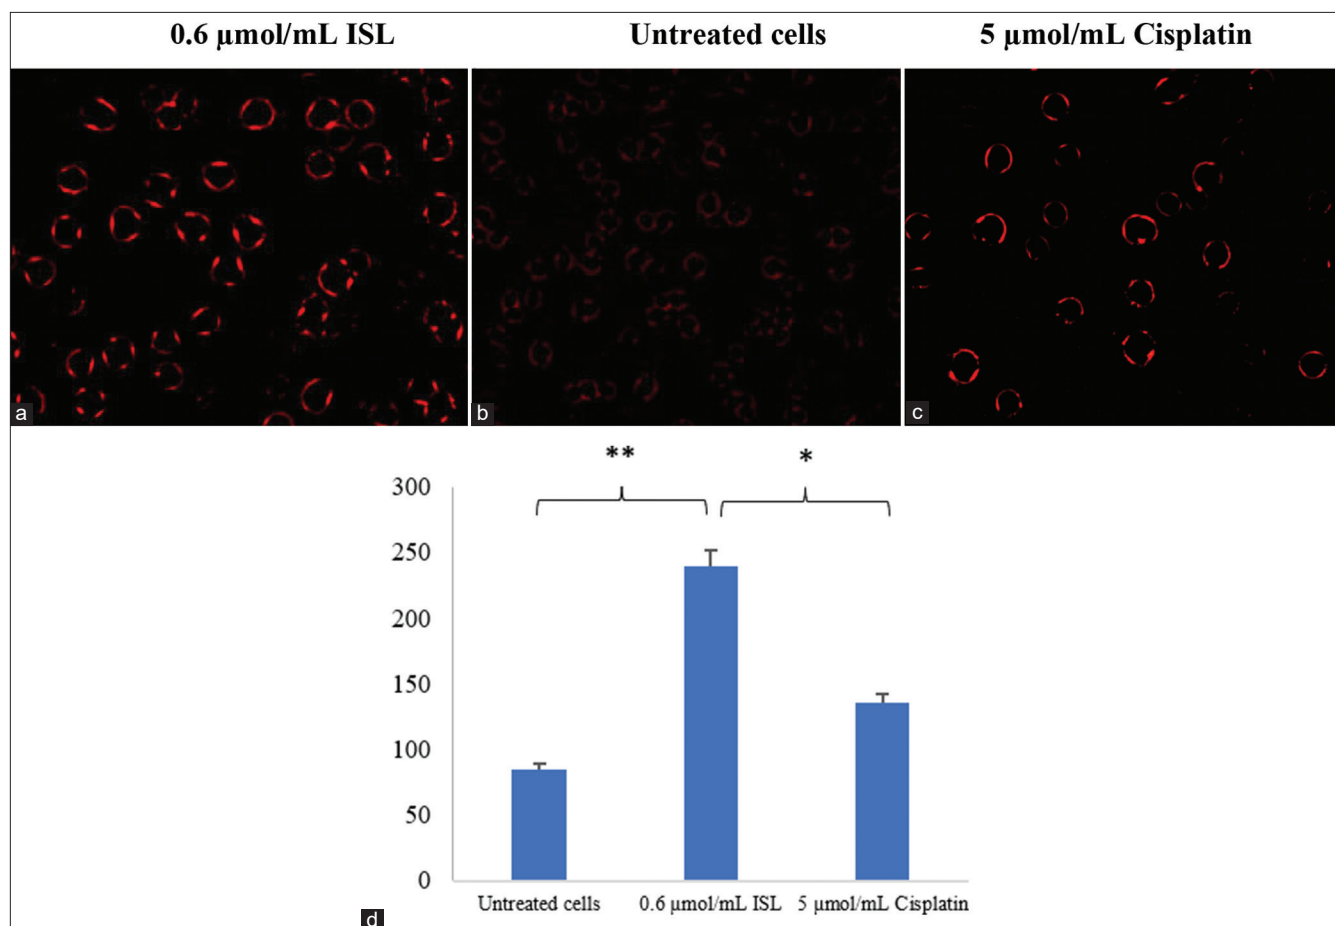 0.6 µmol/mL ISL
Untreated cells
5 µmol/mL Cisplatin
a
b
c
**
*
300
250
200
150
100
50
0
Untreated cells
0.6 µmol/mL ISL
5 µmol/mL Cisplatin
d